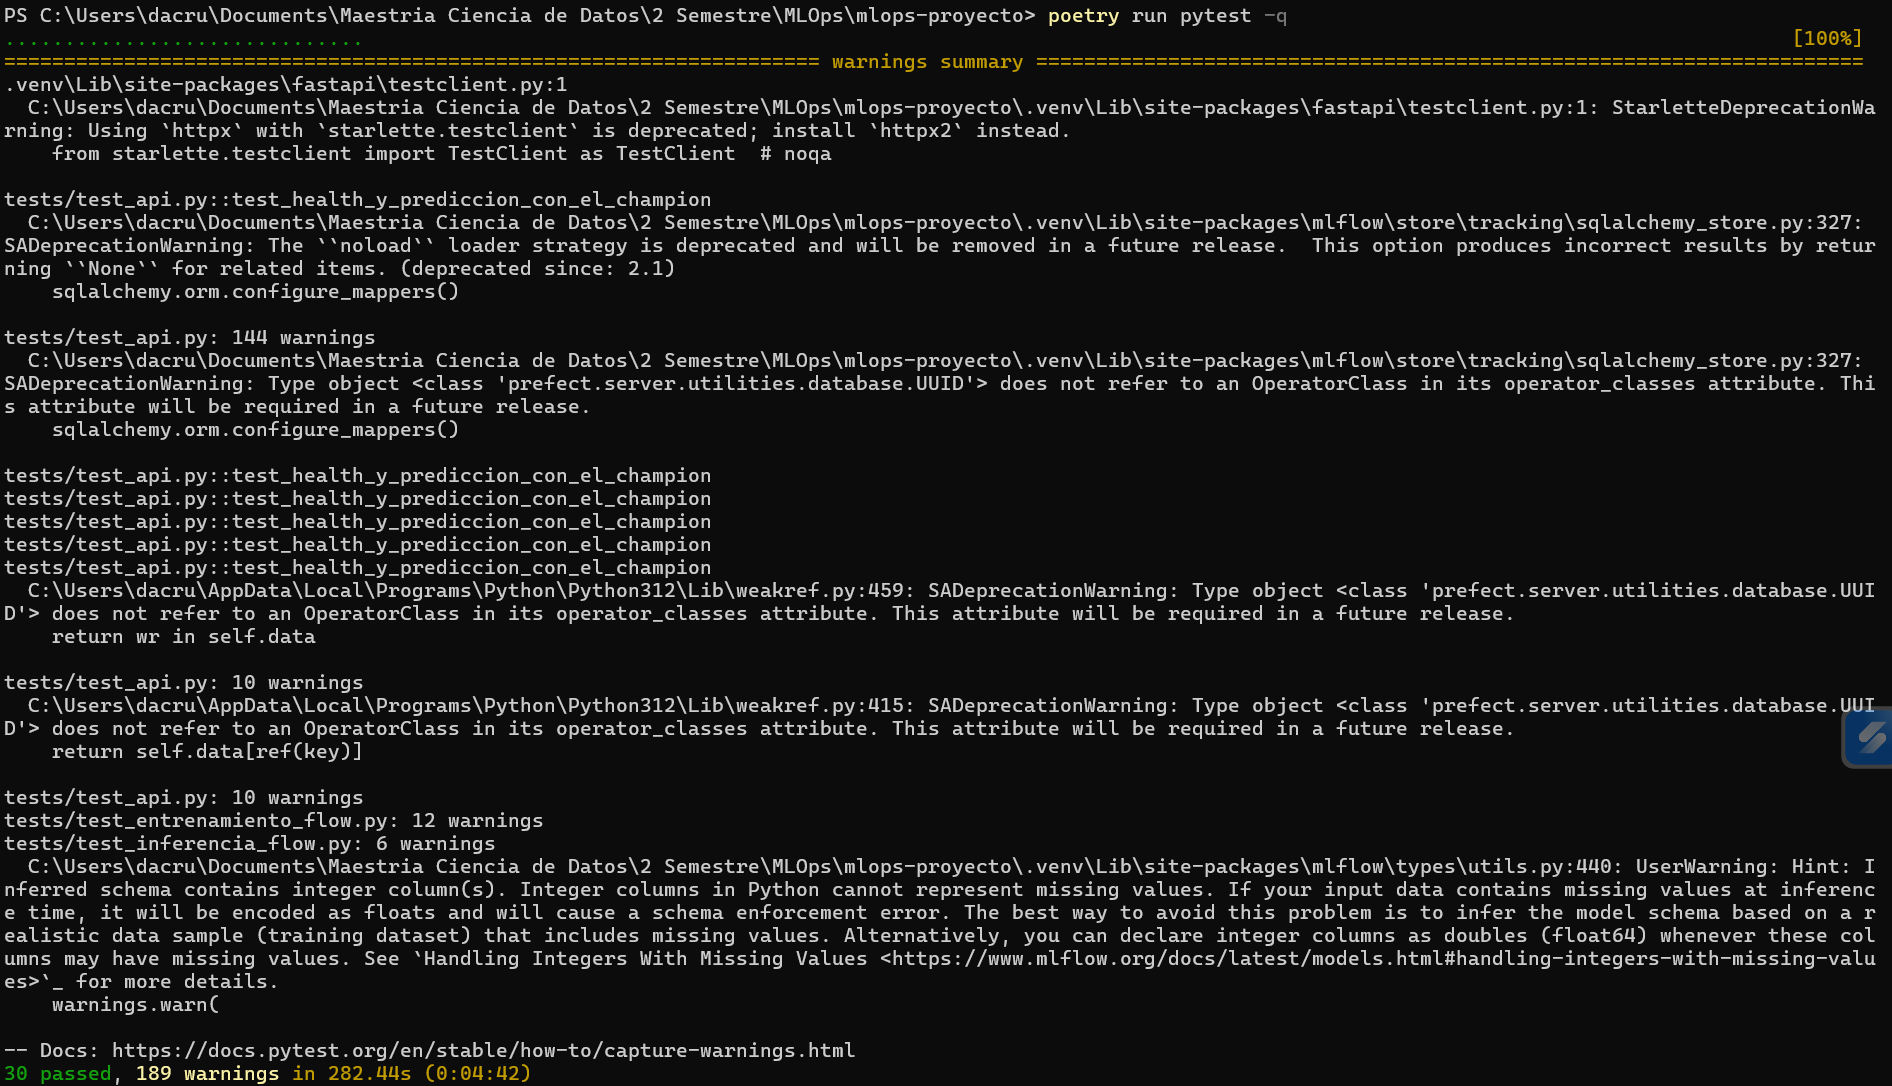 PS C:\Users\dacru\Documents\Maestria Ciencia de Datos\2 Semestre\MLOps\mlops-proyecto> poetry run pytest -q
.............................. [100%]
==================================================================== warnings summary =====================================================================
.venv\Lib\site-packages\fastapi\testclient.py:1
  C:\Users\dacru\Documents\Maestria Ciencia de Datos\2 Semestre\MLOps\mlops-proyecto\.venv\Lib\site-packages\fastapi\testclient.py:1: StarletteDeprecationWa
rning: Using `httpx` with `starlette.testclient` is deprecated; install `httpx2` instead.
    from starlette.testclient import TestClient as TestClient  # noqa

tests/test_api.py::test_health_y_prediccion_con_el_champion
  C:\Users\dacru\Documents\Maestria Ciencia de Datos\2 Semestre\MLOps\mlops-proyecto\.venv\Lib\site-packages\mlflow\store\tracking\sqlalchemy_store.py:327:
SADeprecationWarning: The ``noload`` loader strategy is deprecated and will be removed in a future release.  This option produces incorrect results by retur
ning ``None`` for related items. (deprecated since: 2.1)
    sqlalchemy.orm.configure_mappers()

tests/test_api.py: 144 warnings
  C:\Users\dacru\Documents\Maestria Ciencia de Datos\2 Semestre\MLOps\mlops-proyecto\.venv\Lib\site-packages\mlflow\store\tracking\sqlalchemy_store.py:327:
SADeprecationWarning: Type object <class 'prefect.server.utilities.database.UUID'> does not refer to an OperatorClass in its operator_classes attribute. Thi
s attribute will be required in a future release.
    sqlalchemy.orm.configure_mappers()

tests/test_api.py::test_health_y_prediccion_con_el_champion
tests/test_api.py::test_health_y_prediccion_con_el_champion
tests/test_api.py::test_health_y_prediccion_con_el_champion
tests/test_api.py::test_health_y_prediccion_con_el_champion
tests/test_api.py::test_health_y_prediccion_con_el_champion
  C:\Users\dacru\AppData\Local\Programs\Python\Python312\Lib\weakref.py:459: SADeprecationWarning: Type object <class 'prefect.server.utilities.database.UUI
D'> does not refer to an OperatorClass in its operator_classes attribute. This attribute will be required in a future release.
    return wr in self.data

tests/test_api.py: 10 warnings
  C:\Users\dacru\AppData\Local\Programs\Python\Python312\Lib\weakref.py:415: SADeprecationWarning: Type object <class 'prefect.server.utilities.database.UUI
D'> does not refer to an OperatorClass in its operator_classes attribute. This attribute will be required in a future release.
    return self.data[ref(key)]

tests/test_api.py: 10 warnings
tests/test_entrenamiento_flow.py: 12 warnings
tests/test_inferencia_flow.py: 6 warnings
  C:\Users\dacru\Documents\Maestria Ciencia de Datos\2 Semestre\MLOps\mlops-proyecto\.venv\Lib\site-packages\mlflow\types\utils.py:440: UserWarning: Hint: I
nferred schema contains integer column(s). Integer columns in Python cannot represent missing values. If your input data contains missing values at inferenc
e time, it will be encoded as floats and will cause a schema enforcement error. The best way to avoid this problem is to infer the model schema based on a r
ealistic data sample (training dataset) that includes missing values. Alternatively, you can declare integer columns as doubles (float64) whenever these col
umns may have missing values. See `Handling Integers With Missing Values <https://www.mlflow.org/docs/latest/models.html#handling-integers-with-missing-valu
es>`_ for more details.
    warnings.warn(

-- Docs: https://docs.pytest.org/en/stable/how-to/capture-warnings.html
30 passed, 189 warnings in 282.44s (0:04:42)